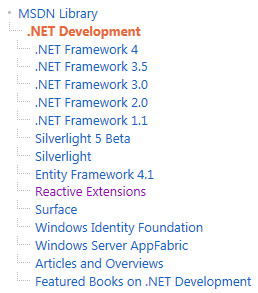 MSDN Library
.NET Development
.NET Framework 4
.NET Framework 3.5
.NET Framework 3.0
.NET Framework 2.0
.NET Framework 1.1
Silverlight 5 Beta
Silverlight
Entity Framework 4.1
Reactive Extensions
Surface
Windows Identity Foundation
Windows Server AppFabric
Articles and Overviews
Featured Books on .NET Development